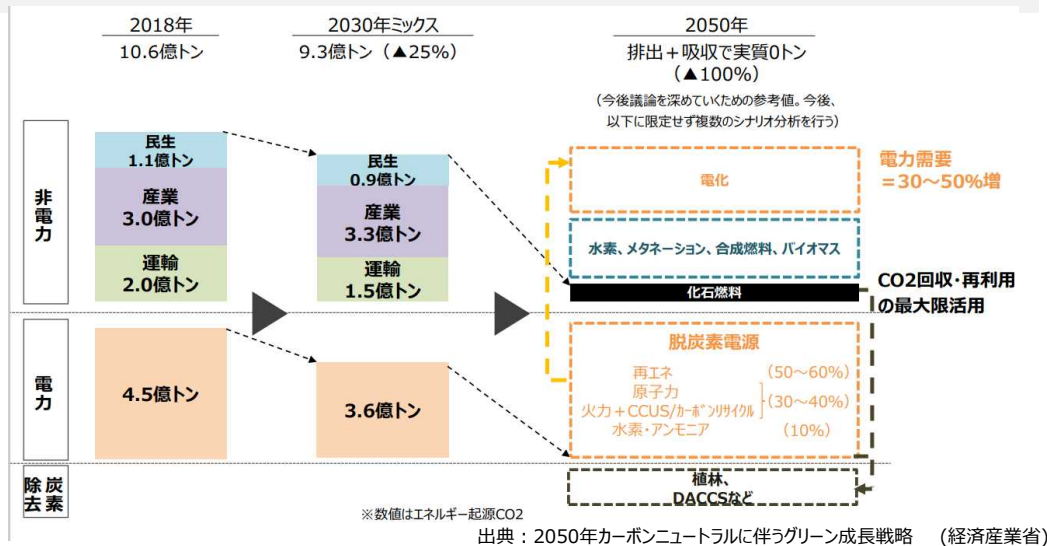 2018年
10.6億トン
2030年ミックス
9.3億トン（▲25%）
2050年
排出＋吸収で実質0トン
（▲100%）
（今後議論を深めていくための参考値。今後、
以下に限定せず複数のシナリオ分析を行う）
非電力
民生
1.1億トン
産業
3.0億トン
運輸
2.0億トン
民生
0.9億トン
産業
3.3億トン
運輸
1.5億トン
電化
電力需要
＝30～50%増
水素、メタネーション、合成燃料、バイオマス
化石燃料
CO2回収・再利用
の最大限活用
電力
4.5億トン
3.6億トン
脱炭素電源
再エネ （50～60%）
原子力
火力＋CCUS/カーボンリサイクル （30～40%）
水素・アンモニア （10%）
炭素除去
植林、
DACCSなど
※数値はエネルギー起源CO2
出典：2050年カーボンニュートラルに伴うグリーン成長戦略 （経済産業省）